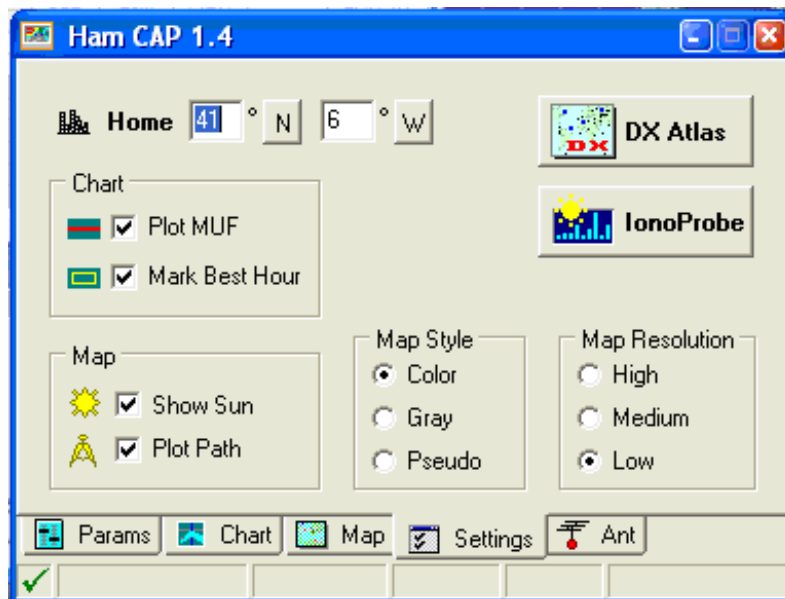 Ham CAP 1.4
Home 41 ° N 6 ° W
DX DX Atlas
Chart
Plot MUF
Mark Best Hour
IonoProbe
Map
Show Sun
Plot Path
Map Style
Color
Gray
Pseudo
Map Resolution
High
Medium
Low
Params Chart Map Settings Ant